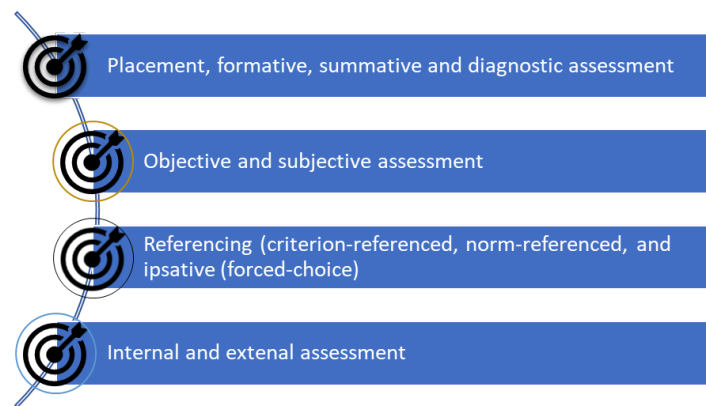 Placement, formative, summative and diagnostic assessment
Objective and subjective assessment
Referencing (criterion-referenced, norm-referenced, and
ipsative (forced-choice)
Internal and extenal assessment